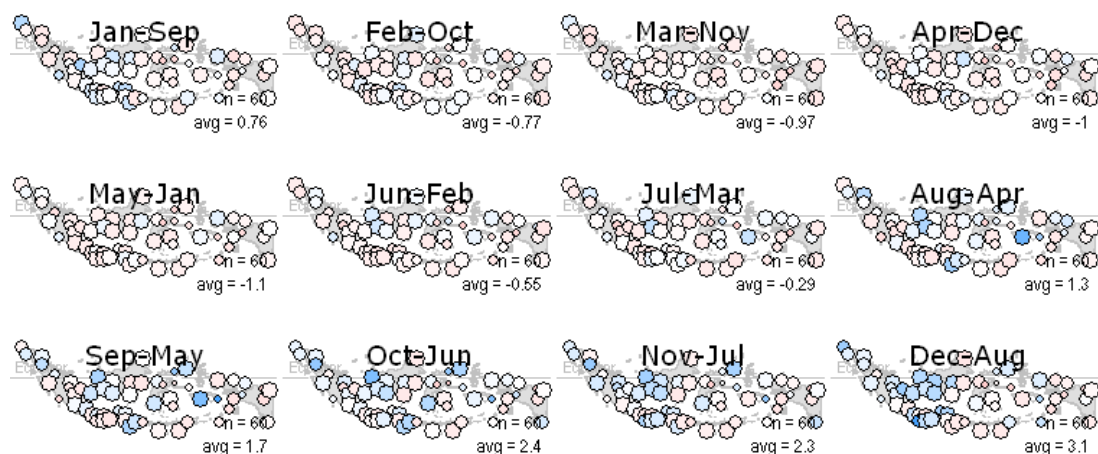 Jan-Sep
n = 60
avg = 0.76
Feb-Oct
n = 60
avg = -0.77
Mar-Nov
n = 60
avg = -0.97
Apr-Dec
n = 60
avg = -1
May-Jan
n = 60
avg = -1.1
Jun-Feb
n = 60
avg = -0.55
Jul-Mar
n = 60
avg = -0.29
Aug-Apr
n = 60
avg = 1.3
Sep-May
n = 60
avg = 1.7
Oct-Jun
n = 60
avg = 2.4
Nov-Jul
n = 60
avg = 2.3
Dec-Aug
n = 60
avg = 3.1